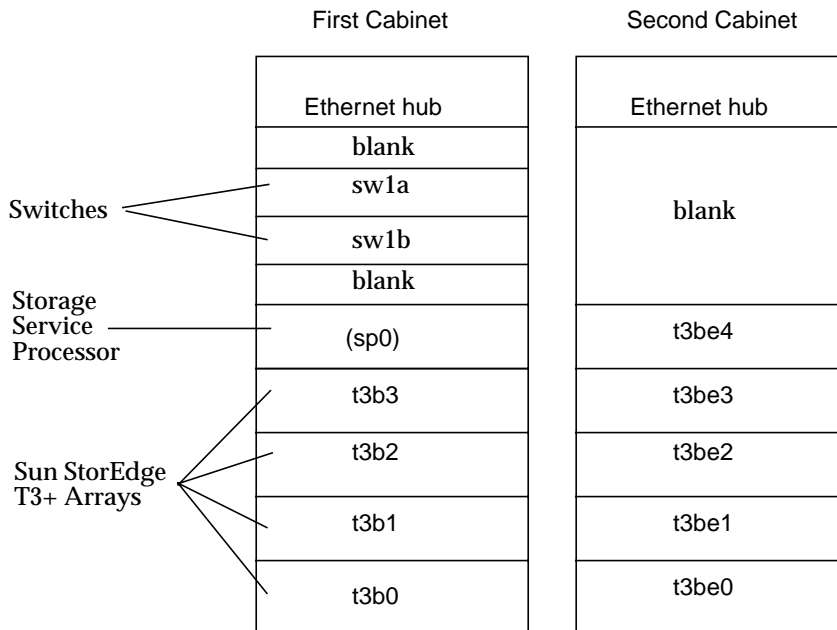 First Cabinet
Second Cabinet
Ethernet hub
blank
sw1a
sw1b
blank
(sp0)
t3b3
t3b2
t3b1
t3b0
Switches
Storage
Service
Processor
Sun StorEdge
T3+ Arrays
Ethernet hub
blank
t3be4
t3be3
t3be2
t3be1
t3be0